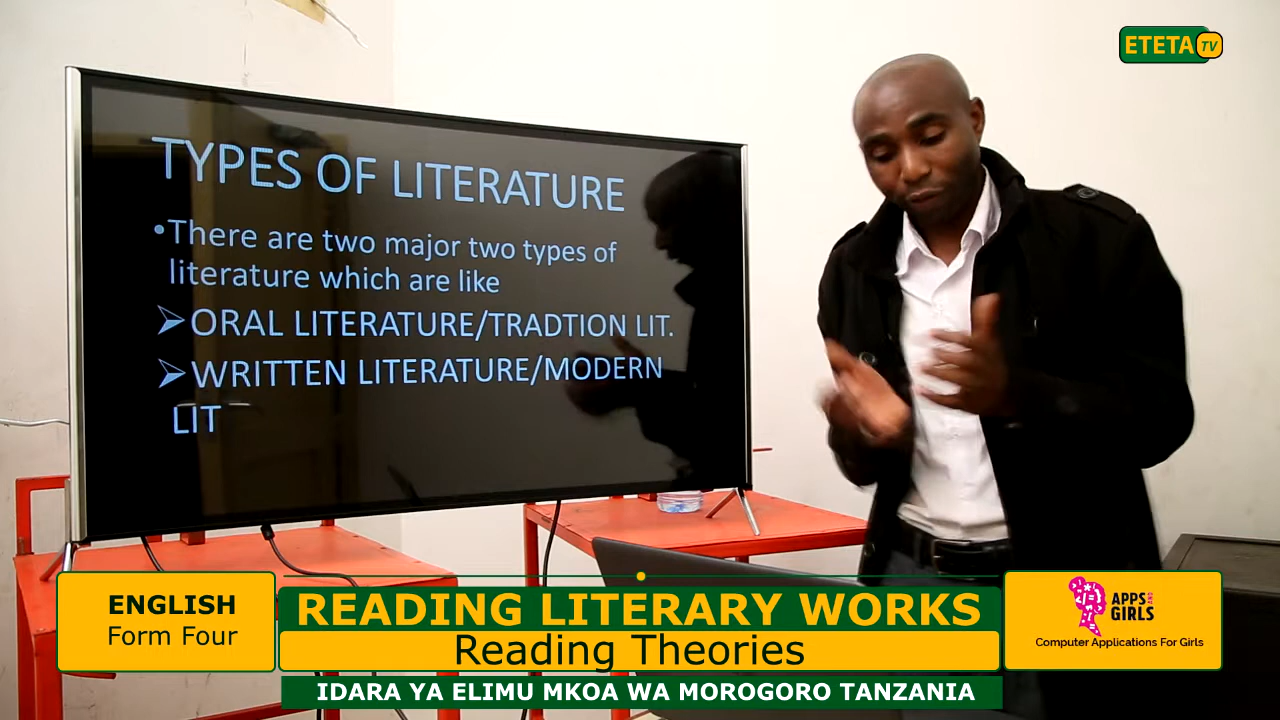 ETETA TV
TYPES OF LITERATURE
•There are two major two types of
literature which are like
➢ORAL LITERATURE/TRADTION LIT.
➢WRITTEN LITERATURE/MODERN
LIT
ENGLISH
Form Four
READING LITERARY WORKS
Reading Theories
IDARA YA ELIMU MKOA WA MOROGORO TANZANIA
APPS AND
GIRLS
Computer Applications For Girls